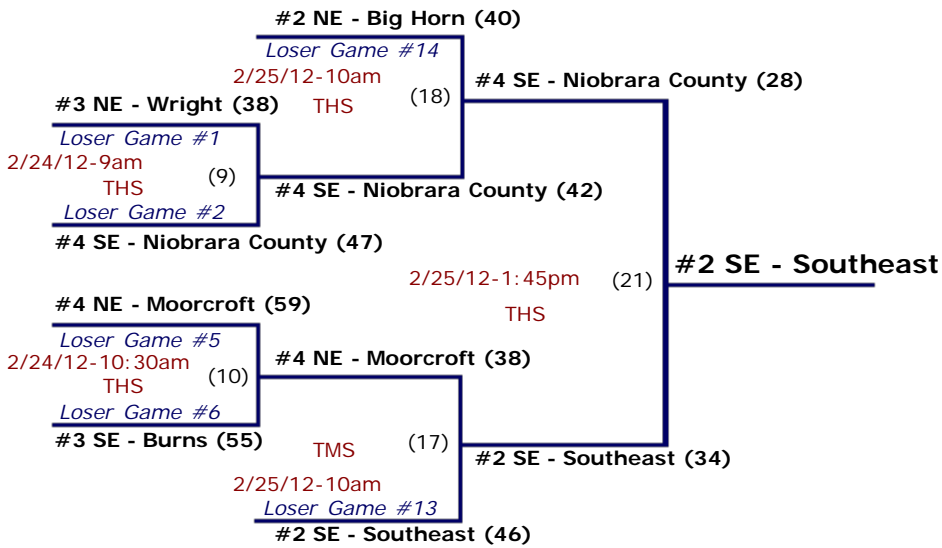 #2 NE - Big Horn (40)
Loser Game #14
2/25/12-10am
THS
(18)
#4 SE - Niobrara County (28)
#3 NE - Wright (38)
Loser Game #1
2/24/12-9am
THS
(9)
Loser Game #2
#4 SE - Niobrara County (47)
#4 SE - Niobrara County (42)
2/25/12-1:45pm
THS
(21)
#2 SE - Southeast
#4 NE - Moorcroft (59)
Loser Game #5
2/24/12-10:30am
THS
(10)
Loser Game #6
#3 SE - Burns (55)
#4 NE - Moorcroft (38)
TMS
(17)
2/25/12-10am
Loser Game #13
#2 SE - Southeast (46)
#2 SE - Southeast (34)